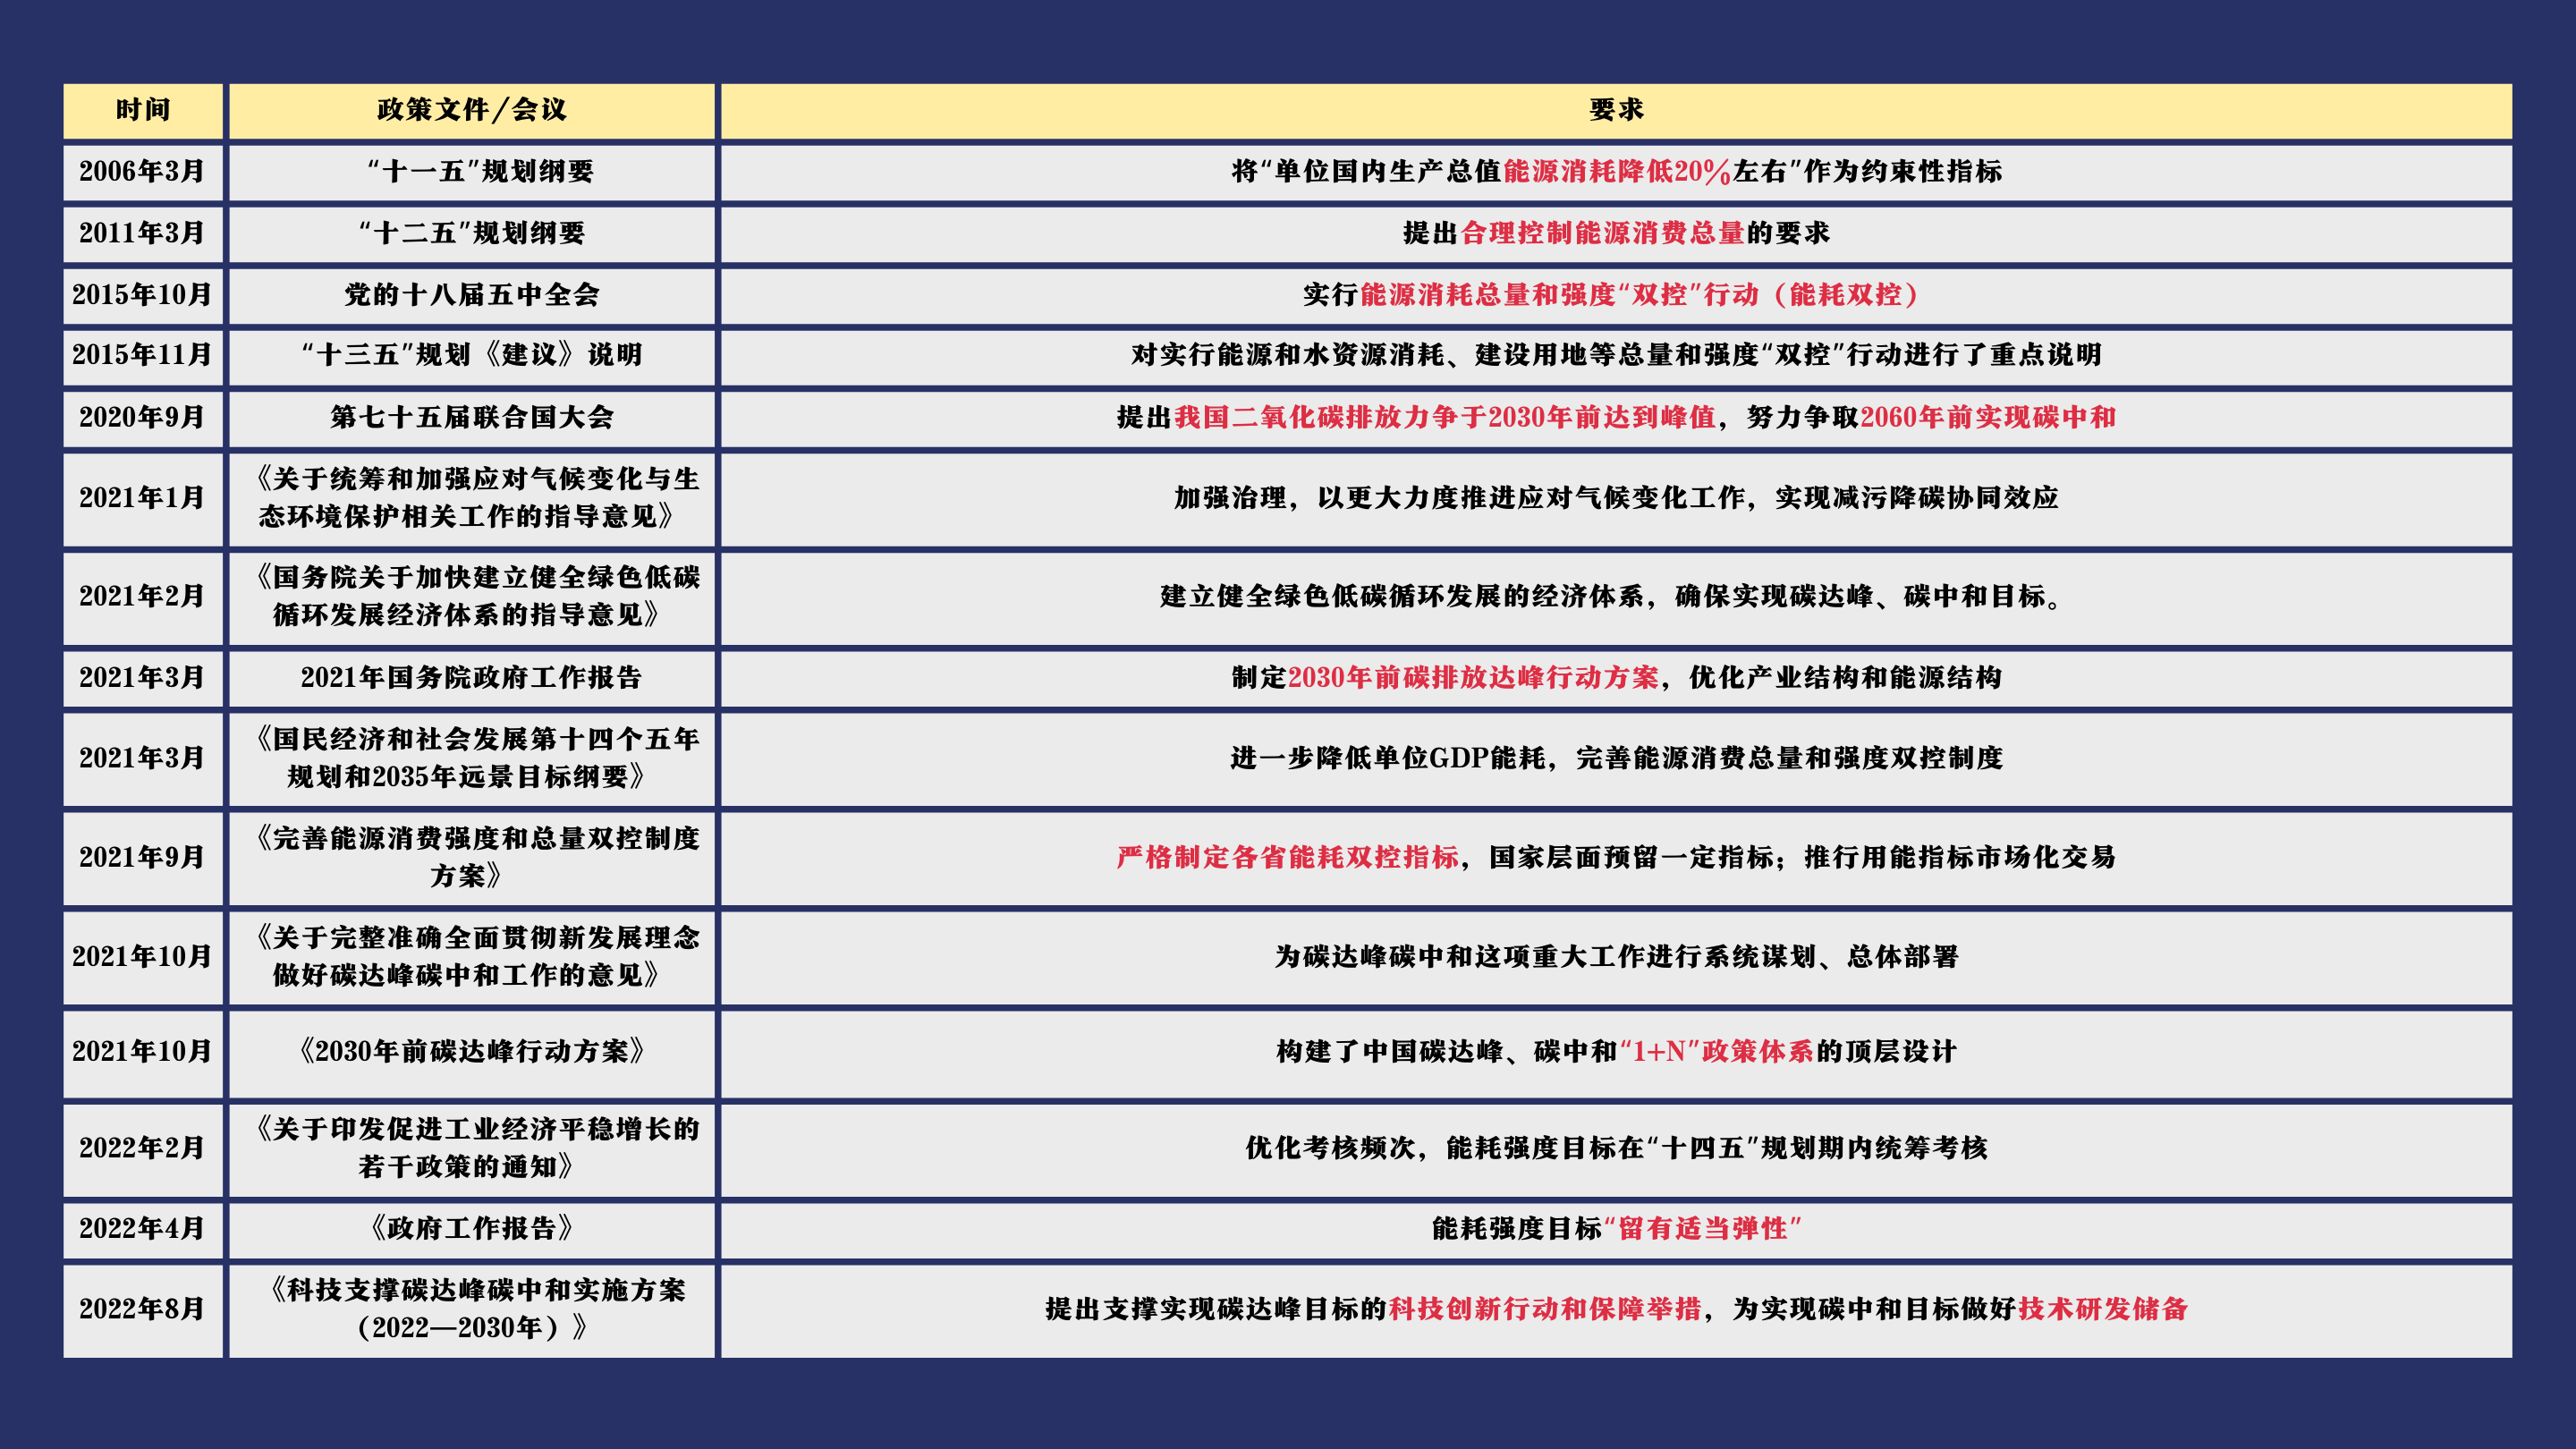 时间 政策文件/会议 要求
2006年3月 “十一五”规划纲要 将“单位国内生产总值能源消耗降低20%左右”作为约束性指标
2011年3月 “十二五”规划纲要 提出合理控制能源消费总量的要求
2015年10月 党的十八届五中全会 实行能源消耗总量和强度“双控”行动（能耗双控）
2015年11月 “十三五”规划《建议》说明 对实行能源和水资源消耗、建设用地等总量和强度“双控”行动进行了重点说明
2020年9月 第七十五届联合国大会 提出我国二氧化碳排放力争于2030年前达到峰值，努力争取2060年前实现碳中和
2021年1月 《关于统筹和加强应对气候变化与生
态环境保护相关工作的指导意见》 加强治理，以更大力度推进应对气候变化工作，实现减污降碳协同效应
2021年2月 《国务院关于加快建立健全绿色低碳
循环发展经济体系的指导意见》 建立健全绿色低碳循环发展的经济体系，确保实现碳达峰、碳中和目标。
2021年3月 2021年国务院政府工作报告 制定2030年前碳排放达峰行动方案，优化产业结构和能源结构
2021年3月 《国民经济和社会发展第十四个五年
规划和2035年远景目标纲要》 进一步降低单位GDP能耗，完善能源消费总量和强度双控制度
2021年9月 《完善能源消费强度和总量双控制度
方案》 严格制定各省能耗双控指标，国家层面预留一定指标；推行用能指标市场化交易
2021年10月 《关于完整准确全面贯彻新发展理念
做好碳达峰碳中和工作的意见》 为碳达峰碳中和这项重大工作进行系统谋划、总体部署
2021年10月 《2030年前碳达峰行动方案》 构建了中国碳达峰、碳中和“1+N”政策体系的顶层设计
2022年2月 《关于印发促进工业经济平稳增长的
若干政策的通知》 优化考核频次，能耗强度目标在“十四五”规划期内统筹考核
2022年4月 《政府工作报告》 能耗强度目标“留有适当弹性”
2022年8月 《科技支撑碳达峰碳中和实施方案
（2022—2030年）》 提出支撑实现碳达峰目标的科技创新行动和保障举措，为实现碳中和目标做好技术研发储备